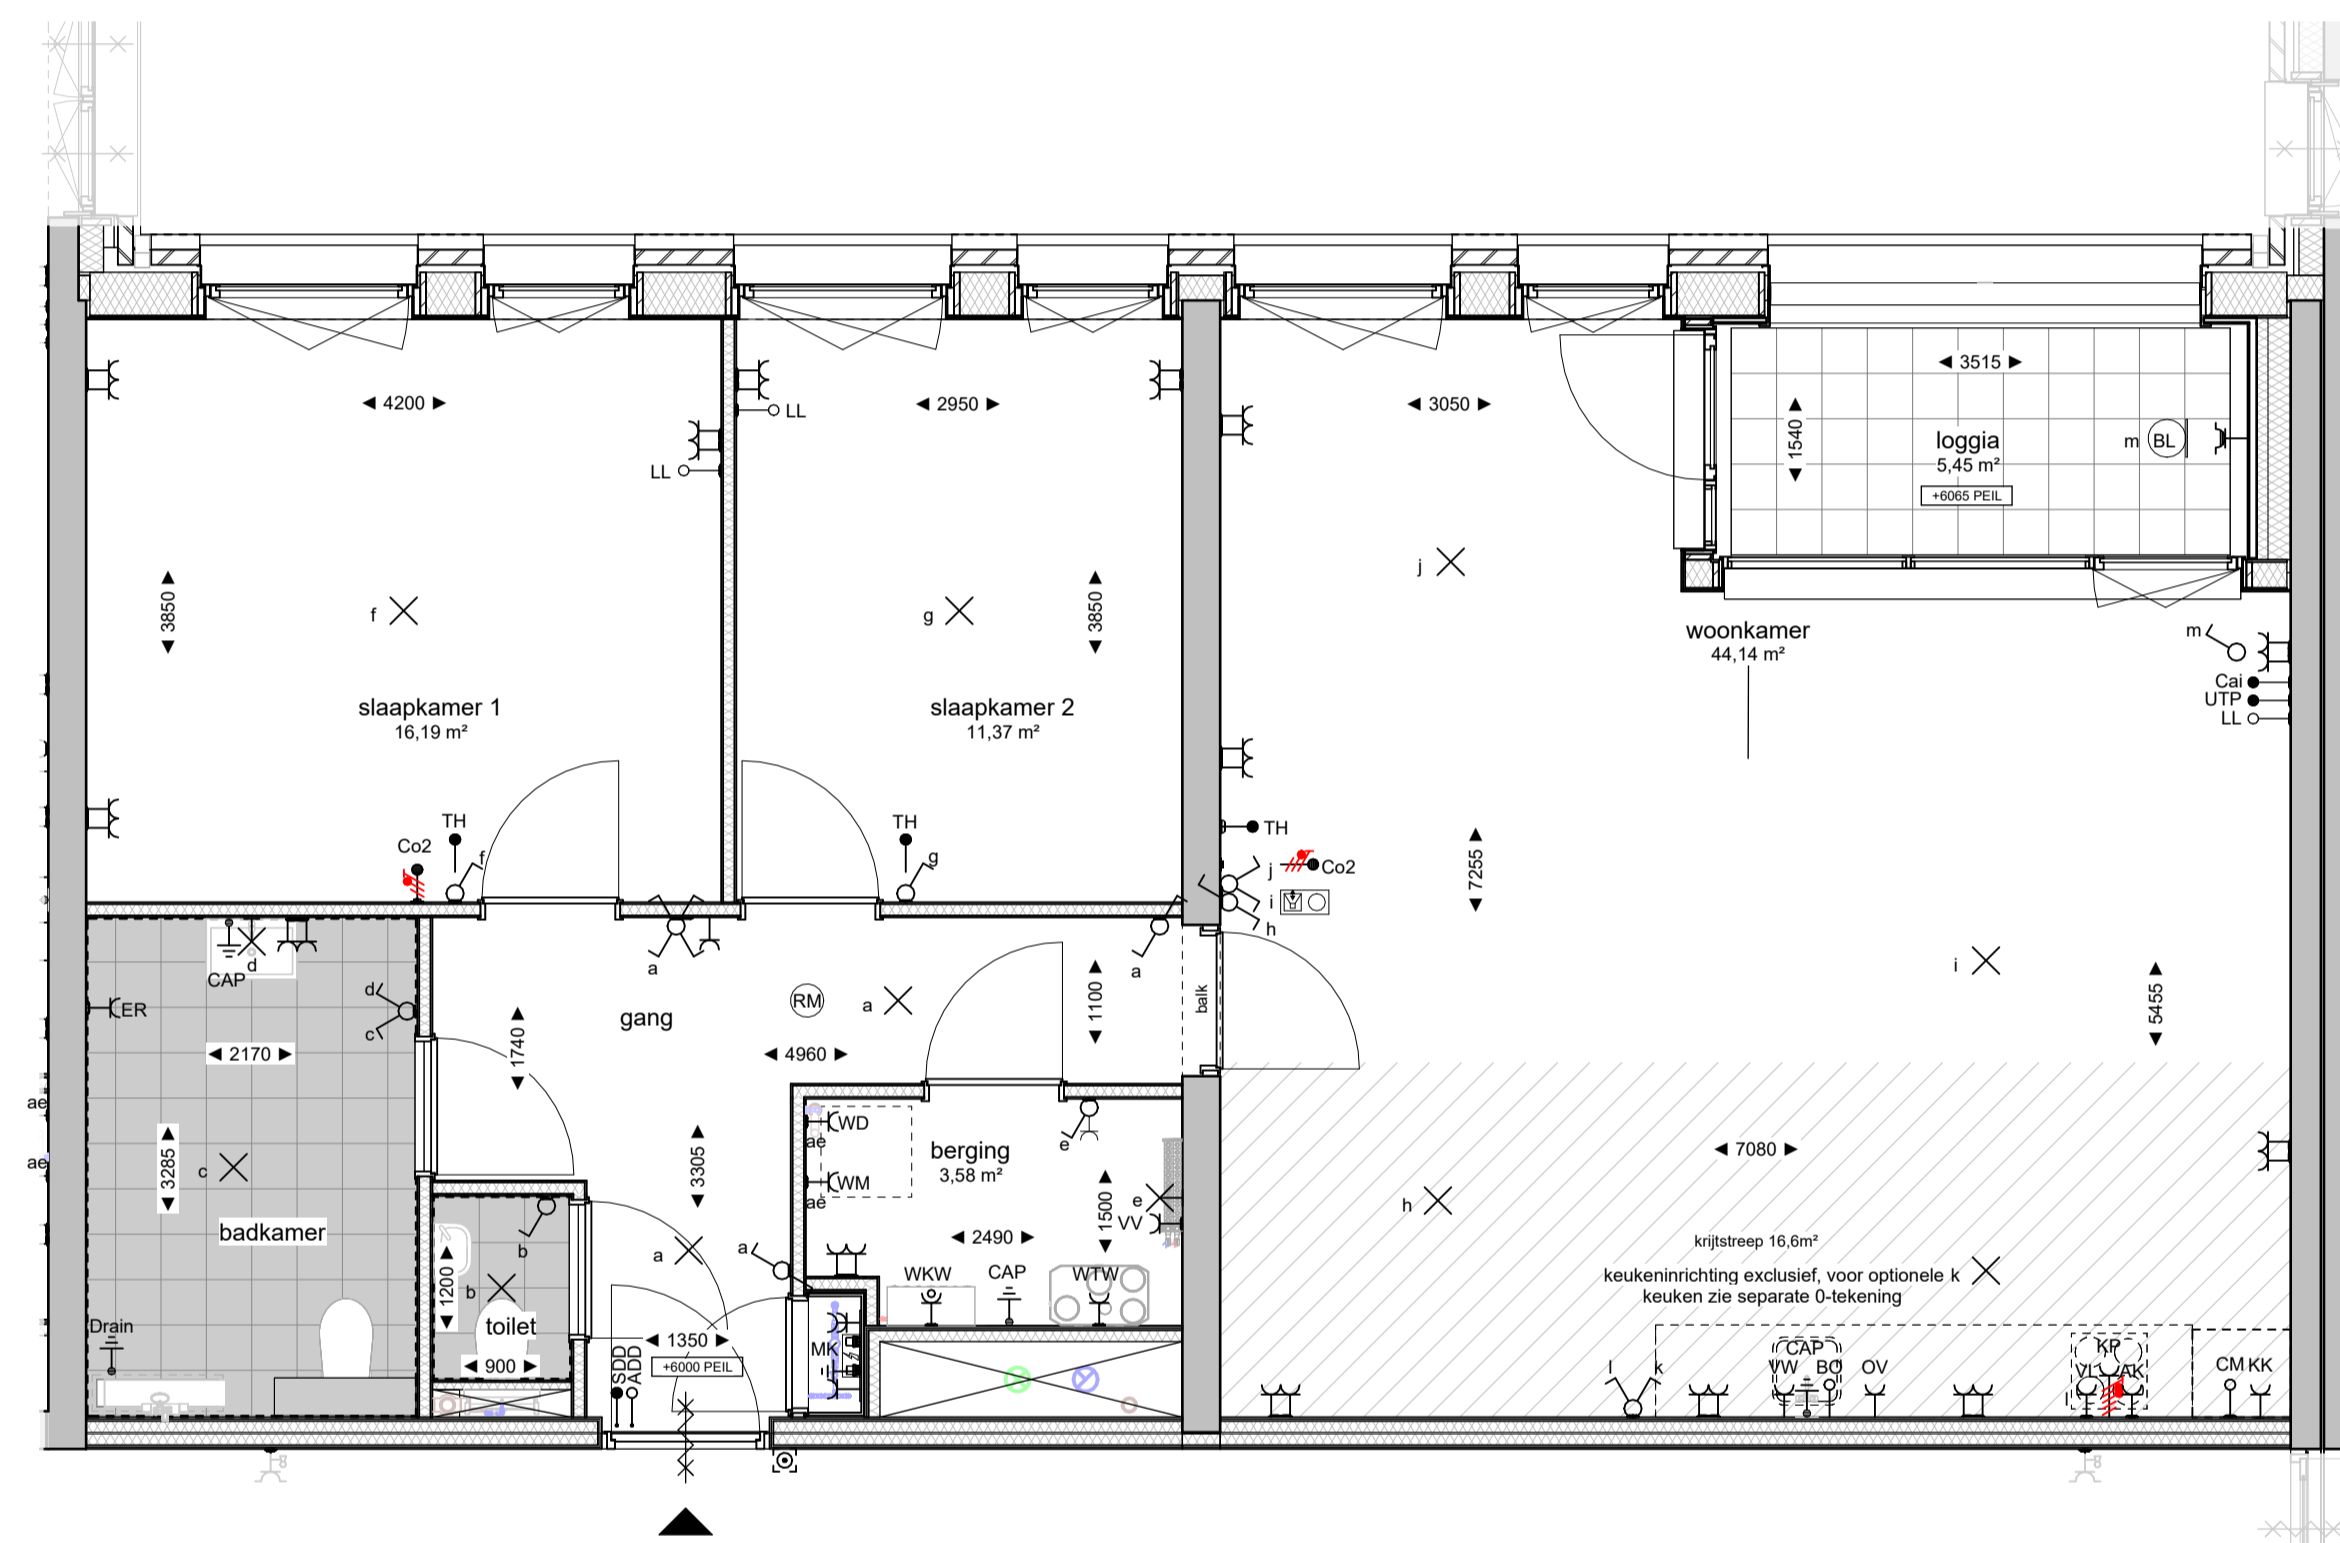 4200
2950
3050
3515
1540
loggia
5,45 m²
+6065 PEIL
m
BL
LL
LL
3850
f
g
3850
j
woonkamer
44,14 m²
m
Cai
UTP
LL
slaapkamer 1
16,19 m²
slaapkamer 2
11,37 m²
TH
Co2
f
TH
g
TH
j
Co2
i
h
7255
CAP
d
ER
d
c
a
gang
RM
a
a
1100
balk
i
5455
2170
1740
4960
ae
ae
3285
c
badkamer
3305
WD
ae
WM
ae
berging
3,58 m²
e
e
VV
1500
2490
7080
h
krijtstreep 16,6m²
keukeninrichting exclusief, voor optionele k
keuken zie separate 0-tekening
b
1200
b
toilet
900
a
a
WKW
CAP
WTW
Drain
1350
+6000 PEIL
SDD
ADD
MK
l
k
CAP
VW
BO
OV
KP
VL
AK
CM
KK